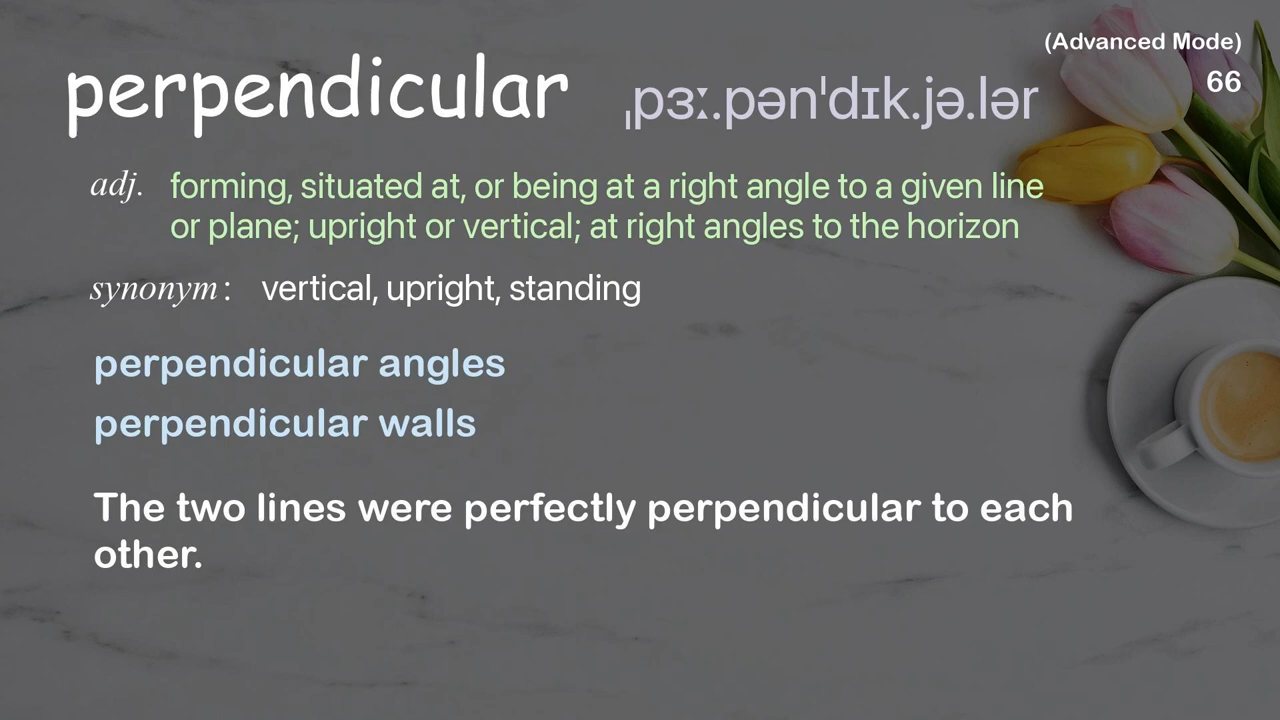 (Advanced Mode)
66
perpendicular ˌpɜː.pənˈdɪk.jə.lər
adj. forming, situated at, or being at a right angle to a given line
or plane; upright or vertical; at right angles to the horizon
synonym: vertical, upright, standing
perpendicular angles
perpendicular walls
The two lines were perfectly perpendicular to each
other.